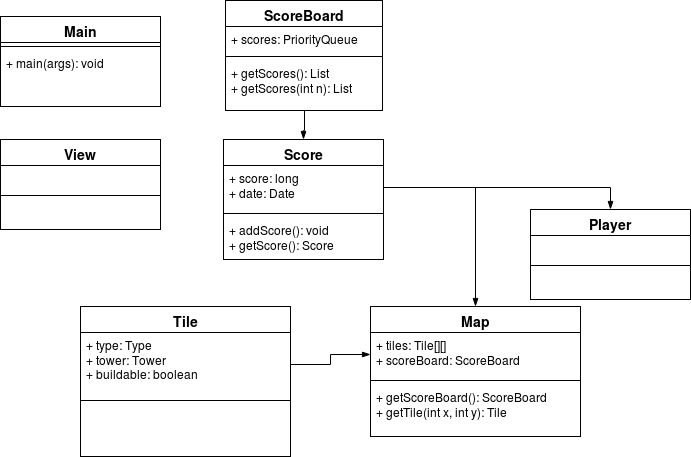 Main
+ main(args): void
ScoreBoard
+ scores: PriorityQueue
+ getScores(): List
+ getScores(int n): List
View
Score
+ score: long
+ date: Date
+ addScore(): void
+ getScore(): Score
Player
Tile
+ type: Type
+ tower: Tower
+ buildable: boolean
Map
+ tiles: Tile[][]
+ scoreBoard: ScoreBoard
+ getScoreBoard(): ScoreBoard
+ getTile(int x, int y): Tile